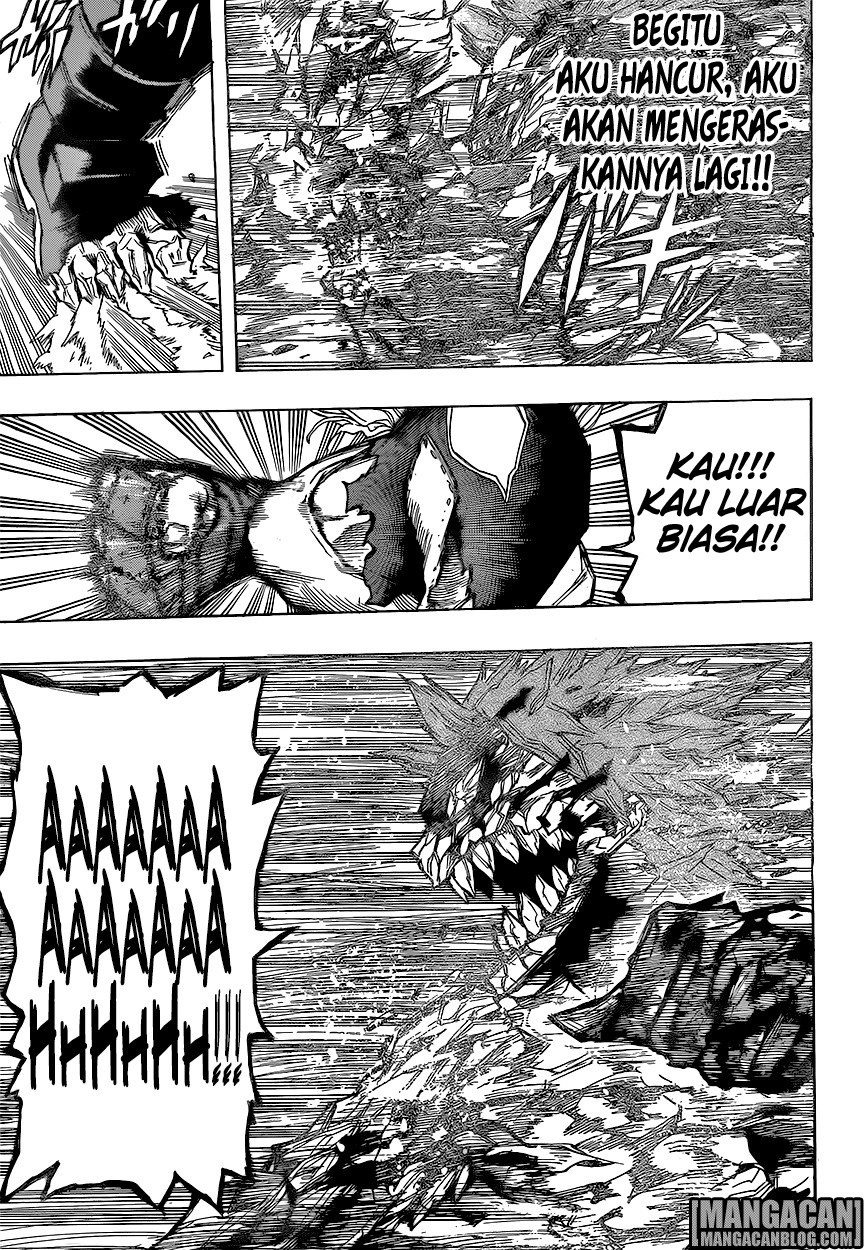 BEGITU
AKU HANCUR, AKU
AKAN MENGERAS-
KANNYA LAGI!!
KAU!!!
KAU LUAR
BIASA!!
AAAAAAA
AAAAAAA
HHHHHH!!!
[MANGACAN]
MANGACANBLOG.COM